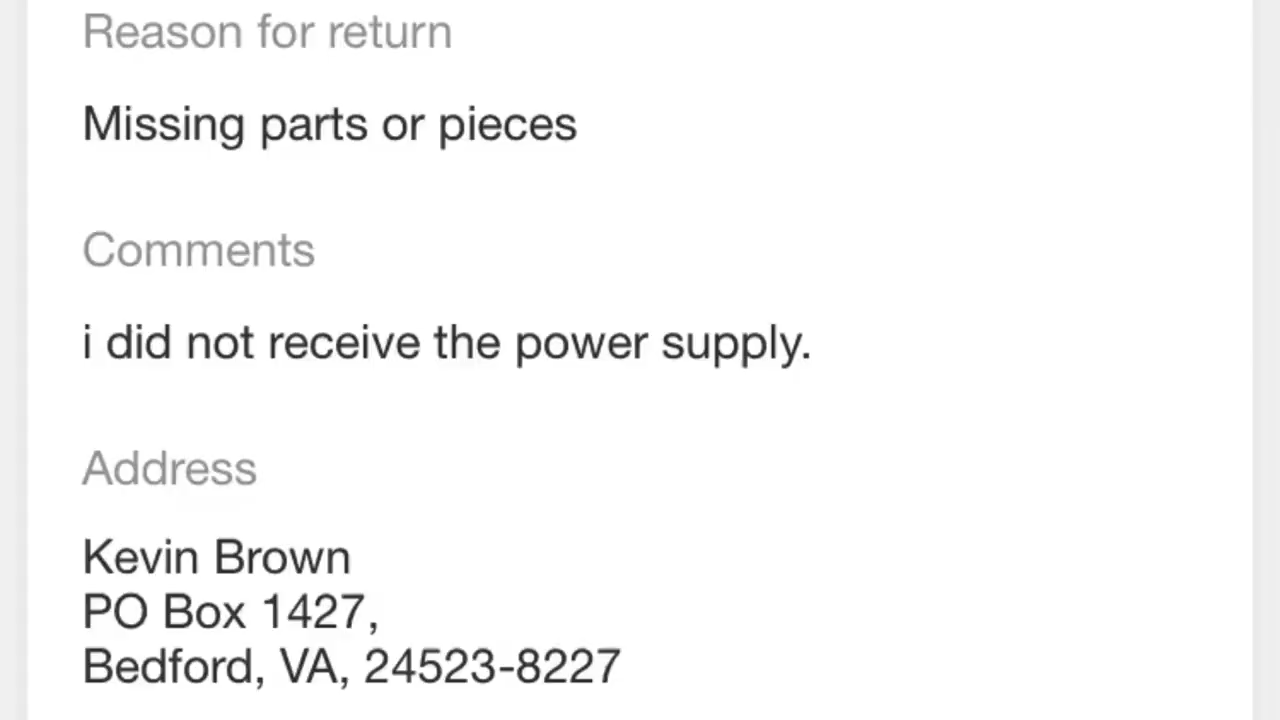 Reason for return
Missing parts or pieces
Comments
i did not receive the power supply.
Address
Kevin Brown
PO Box 1427,
Bedford, VA, 24523-8227